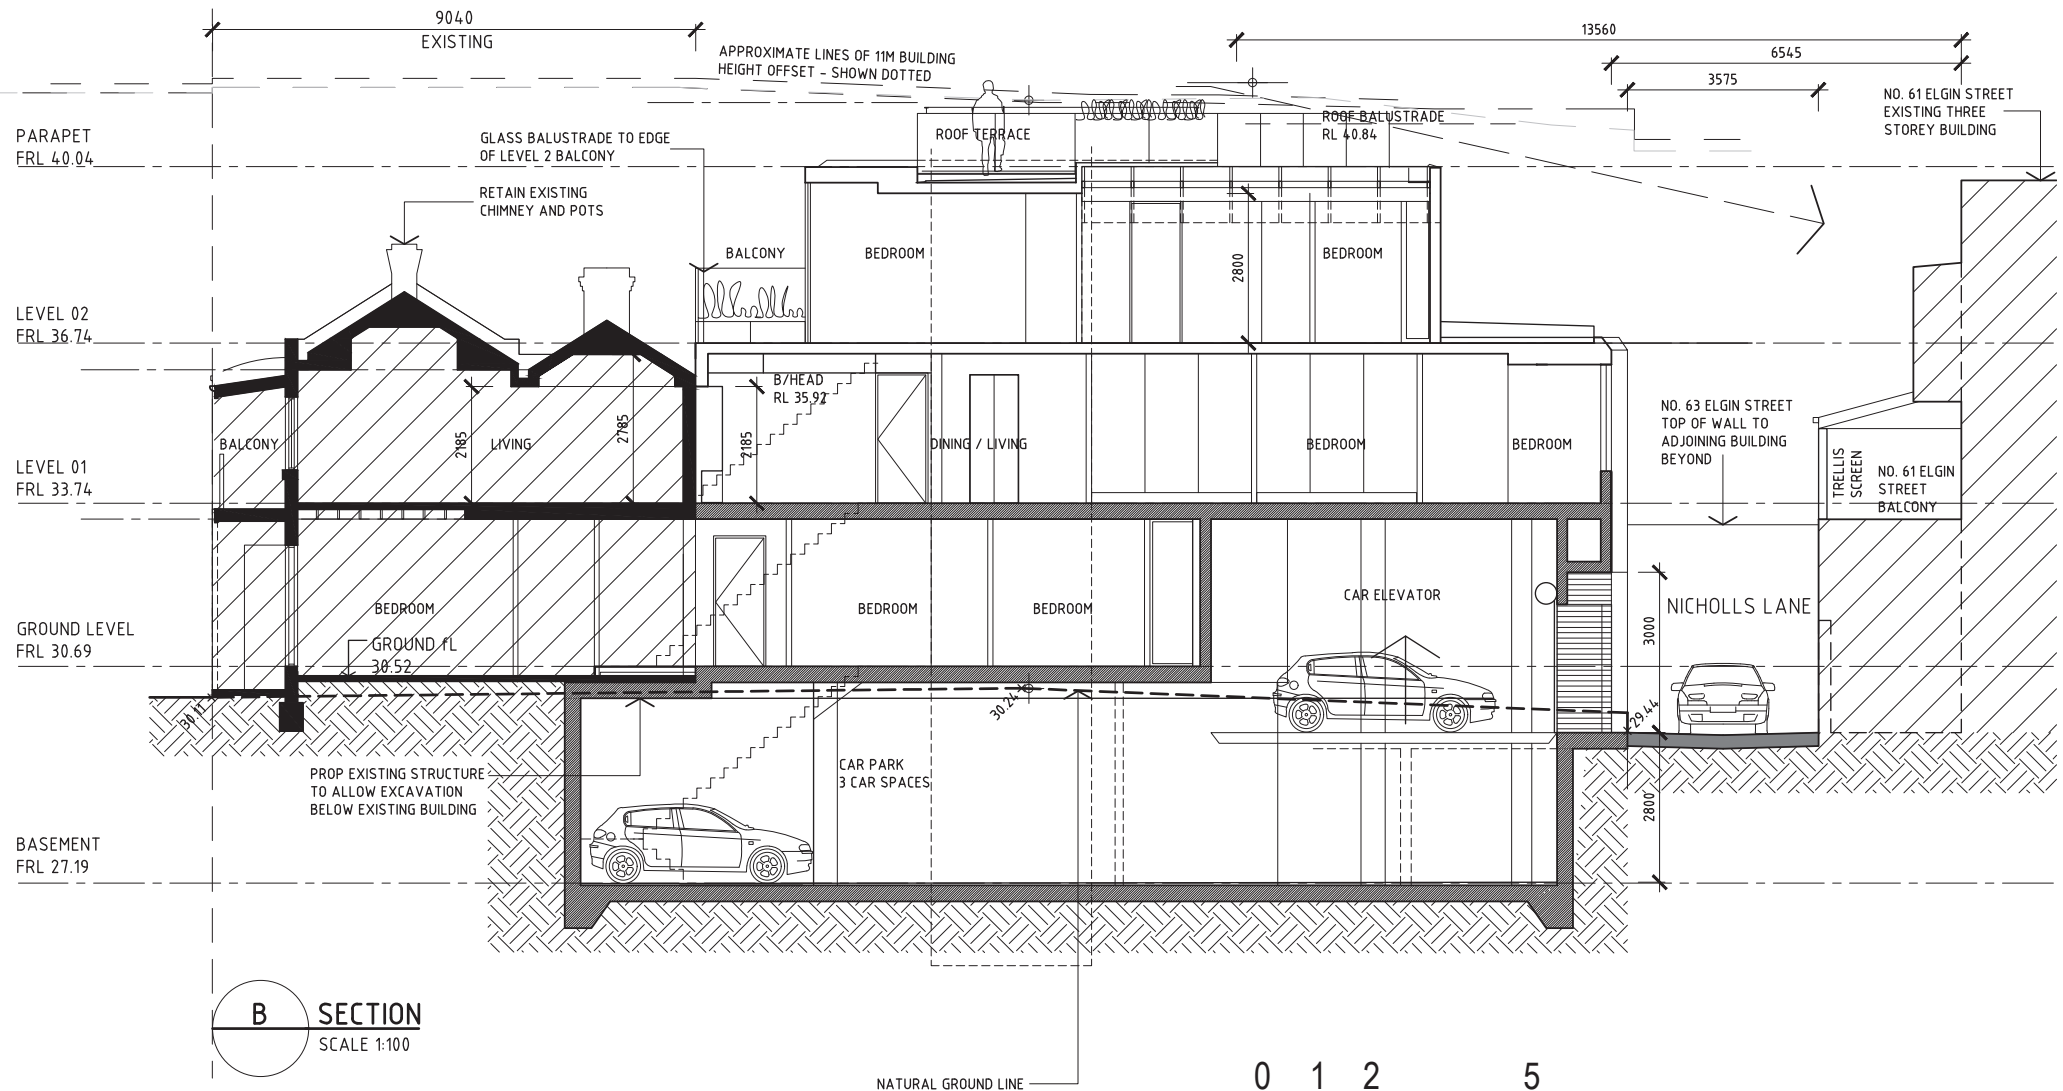 9040
EXISTING
13560
6545
3575
APPROXIMATE LINES OF 11M BUILDING
HEIGHT OFFSET - SHOWN DOTTED
NO. 61 ELGIN STREET
EXISTING THREE
STOREY BUILDING
PARAPET
FRL 40.04
GLASS BALUSTRADE TO EDGE
OF LEVEL 2 BALCONY
ROOF TERRACE
ROOF BALUSTRADE
RL 40.84
RETAIN EXISTING
CHIMNEY AND POTS
BALCONY
BEDROOM
2800
BEDROOM
LEVEL 02
FRL 36.74
B/HEAD
RL 35.92
BALCONY
2185
LIVING
2785
2185
DINING / LIVING
BEDROOM
BEDROOM
NO. 63 ELGIN STREET
TOP OF WALL TO
ADJOINING BUILDING
BEYOND
TRELLIS
SCREEN
NO. 61 ELGIN
STREET
BALCONY
LEVEL 01
FRL 33.74
BEDROOM
BEDROOM
BEDROOM
CAR ELEVATOR
3000
NICHOLLS LANE
GROUND LEVEL
FRL 30.69
GROUND fL
30.52
30.11
30.24
29.44
PROP EXISTING STRUCTURE
TO ALLOW EXCAVATION
BELOW EXISTING BUILDING
CAR PARK
3 CAR SPACES
2800
BASEMENT
FRL 27.19
B
SECTION
SCALE 1:100
NATURAL GROUND LINE
0 1 2 5